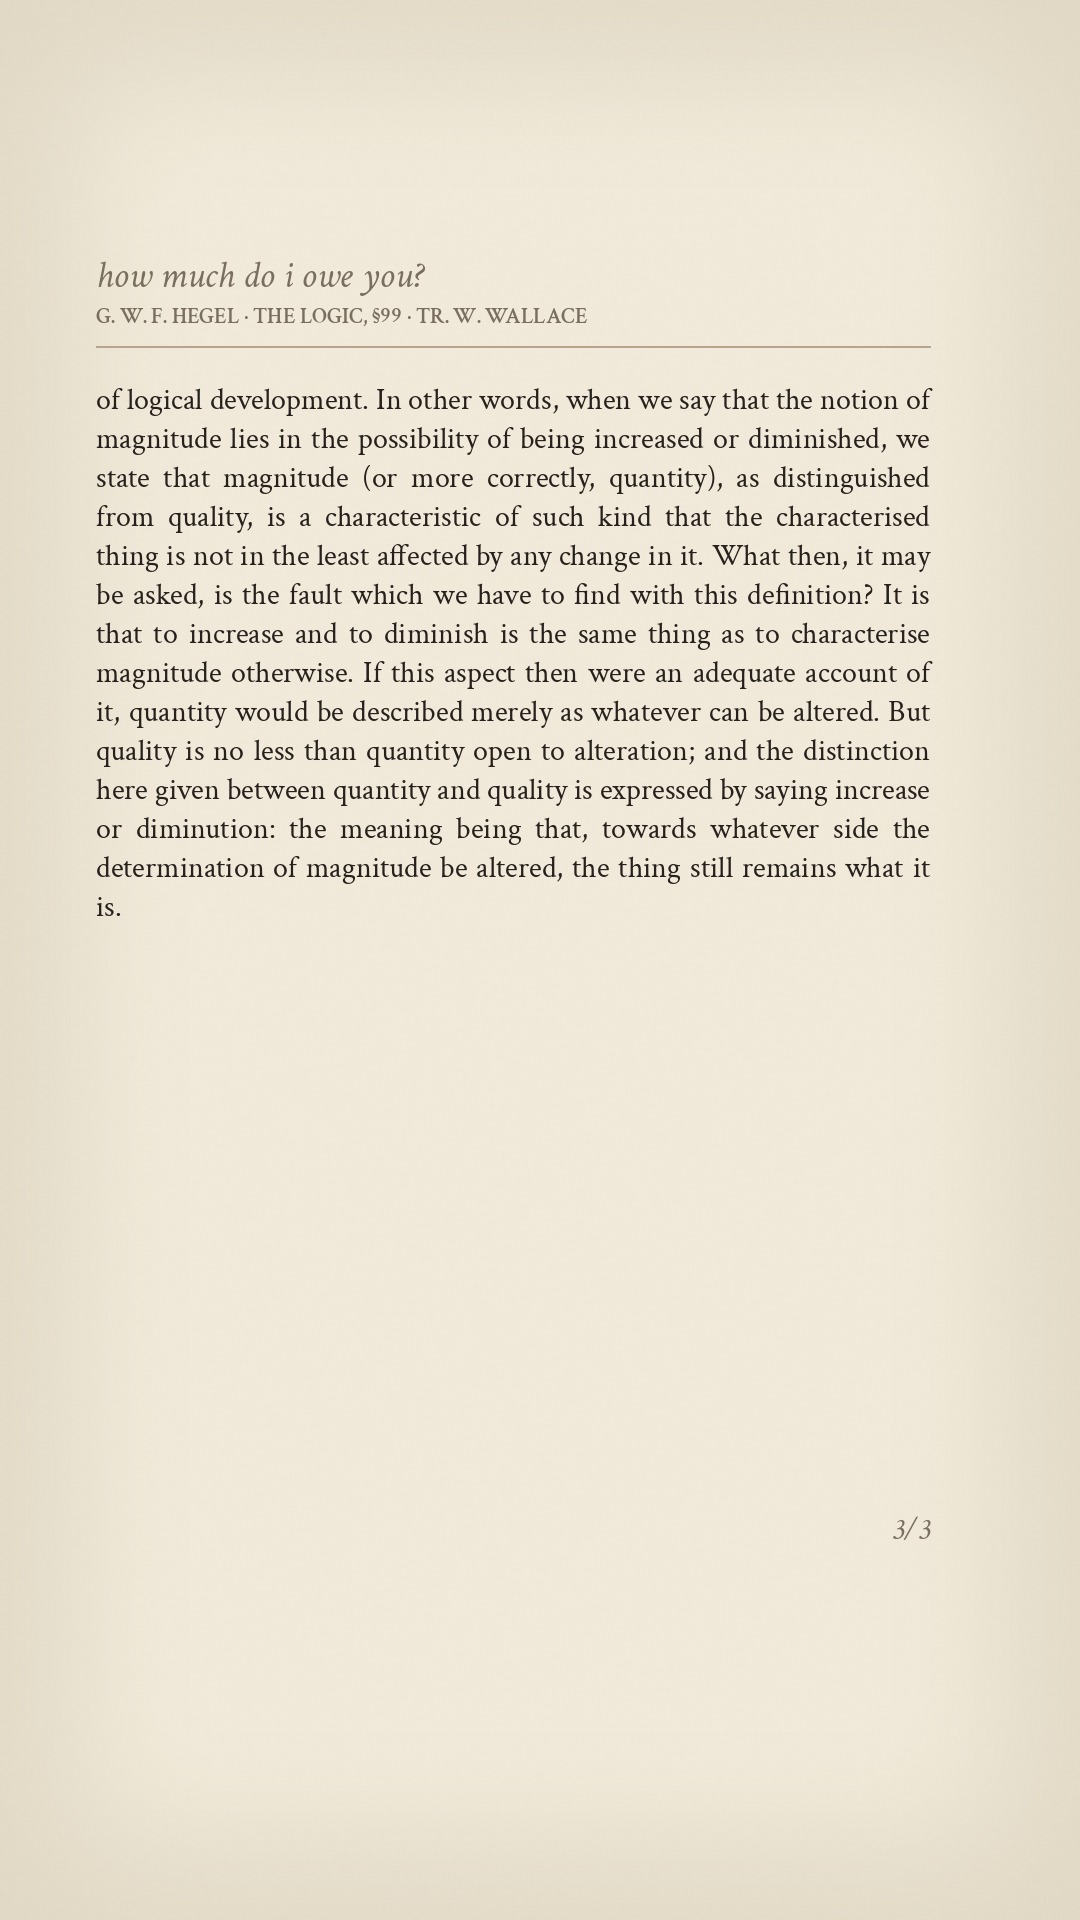 how much do i owe you?
G. W. F. HEGEL · THE LOGIC, §99 · TR. W. WALLACE
of logical development. In other words, when we say that the notion of
magnitude lies in the possibility of being increased or diminished, we
state that magnitude (or more correctly, quantity), as distinguished
from quality, is a characteristic of such kind that the characterised
thing is not in the least affected by any change in it. What then, it may
be asked, is the fault which we have to find with this definition? It is
that to increase and to diminish is the same thing as to characterise
magnitude otherwise. If this aspect then were an adequate account of
it, quantity would be described merely as whatever can be altered. But
quality is no less than quantity open to alteration; and the distinction
here given between quantity and quality is expressed by saying increase
or diminution: the meaning being that, towards whatever side the
determination of magnitude be altered, the thing still remains what it
is.
3/3